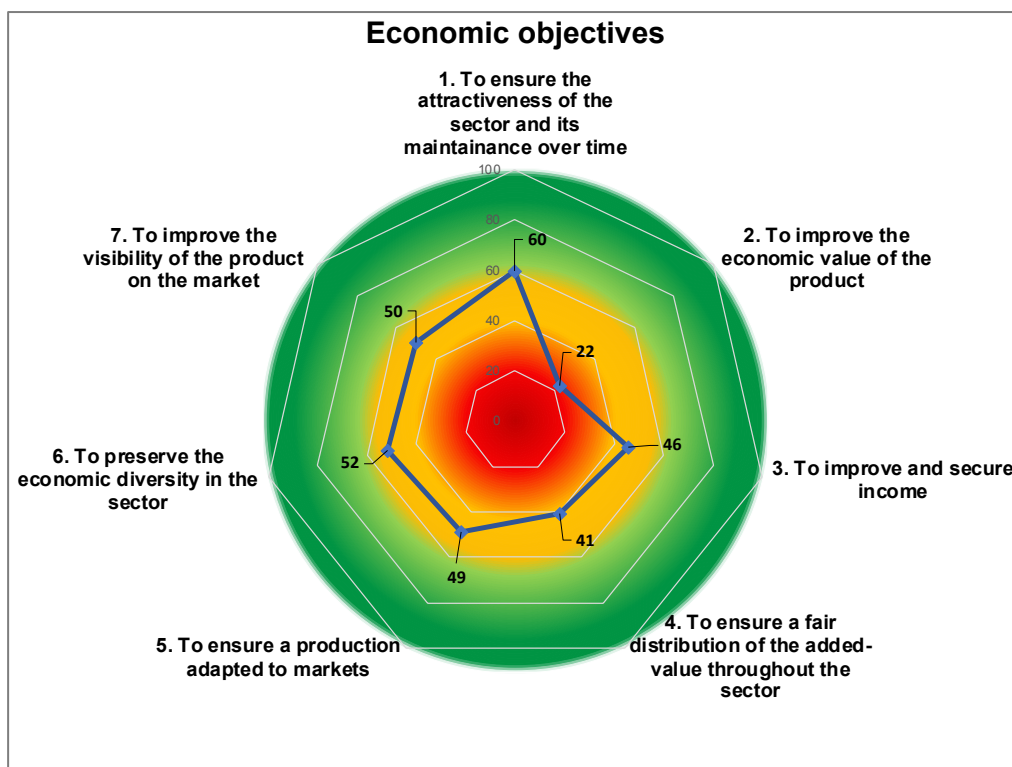 Economic objectives
1. To ensure the
attractiveness of the
sector and its
maintainance over time
100
80
60
40
20
0
60
22
46
41
49
52
50
2. To improve the
economic value of the
product
3. To improve and secure
income
4. To ensure a fair
distribution of the added-
value throughout the
sector
5. To ensure a production
adapted to markets
6. To preserve the
economic diversity in the
sector
7. To improve the
visibility of the product
on the market